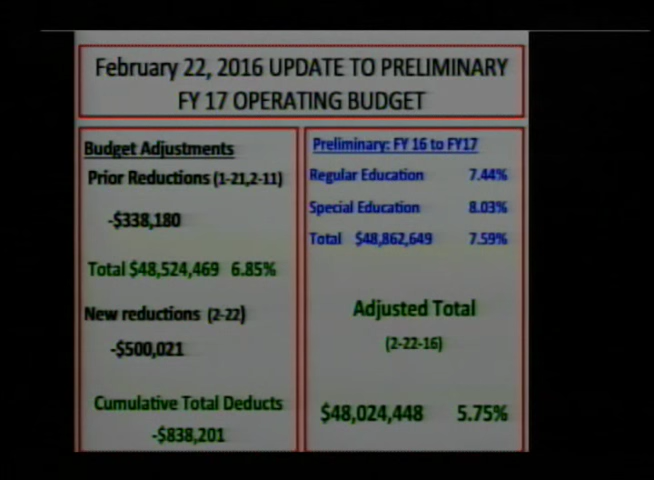 February 22, 2016 UPDATE TO PRELIMINARY
FY 17 OPERATING BUDGET
Budget Adjustments
Prior Reductions (1-21,2-11)
-$338,180
Total $48,524,469 6.85%
New reductions (2-22)
-$500,021
Cumulative Total Deducts
-$838,201
Preliminary: FY 16 to FY17
Regular Education 7.44%
Special Education 8.03%
Total $48,862,649 7.59%
Adjusted Total
(2-22-16)
$48,024,448 5.75%